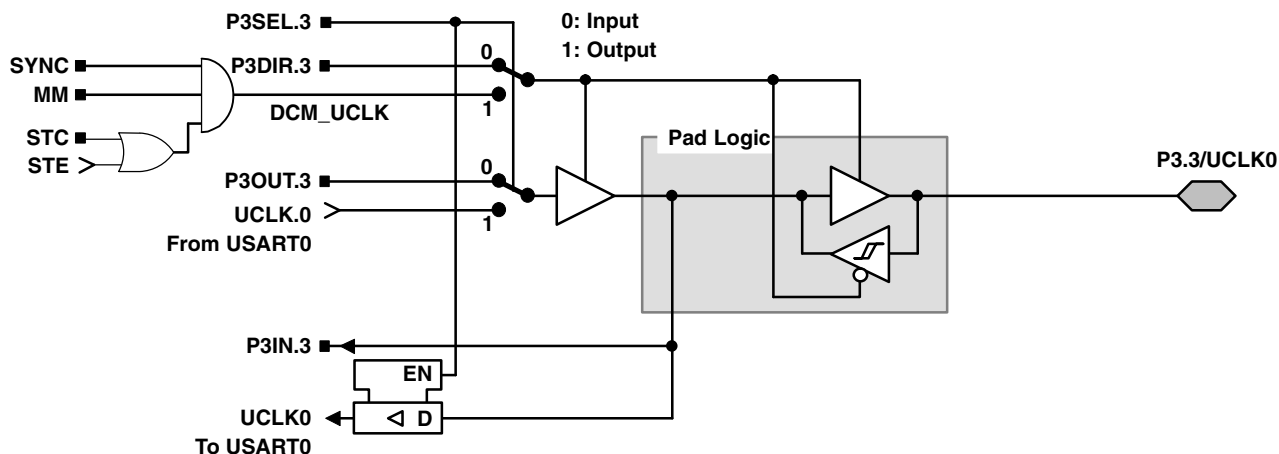 P3SEL.3
0: Input
1: Output
SYNC
P3DIR.3
0
MM
1
DCM_UCLK
STC
STE
Pad Logic
P3.3/UCLK0
P3OUT.3
0
UCLK.0
1
From USART0
P3IN.3
EN
UCLK0
D
To USART0